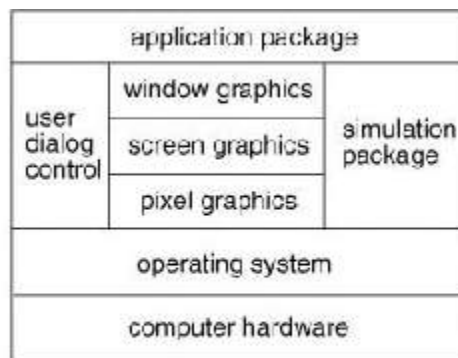 application package
user
dialog
control
window graphics
screen graphics
pixel graphics
simulation
package
operating system
computer hardware